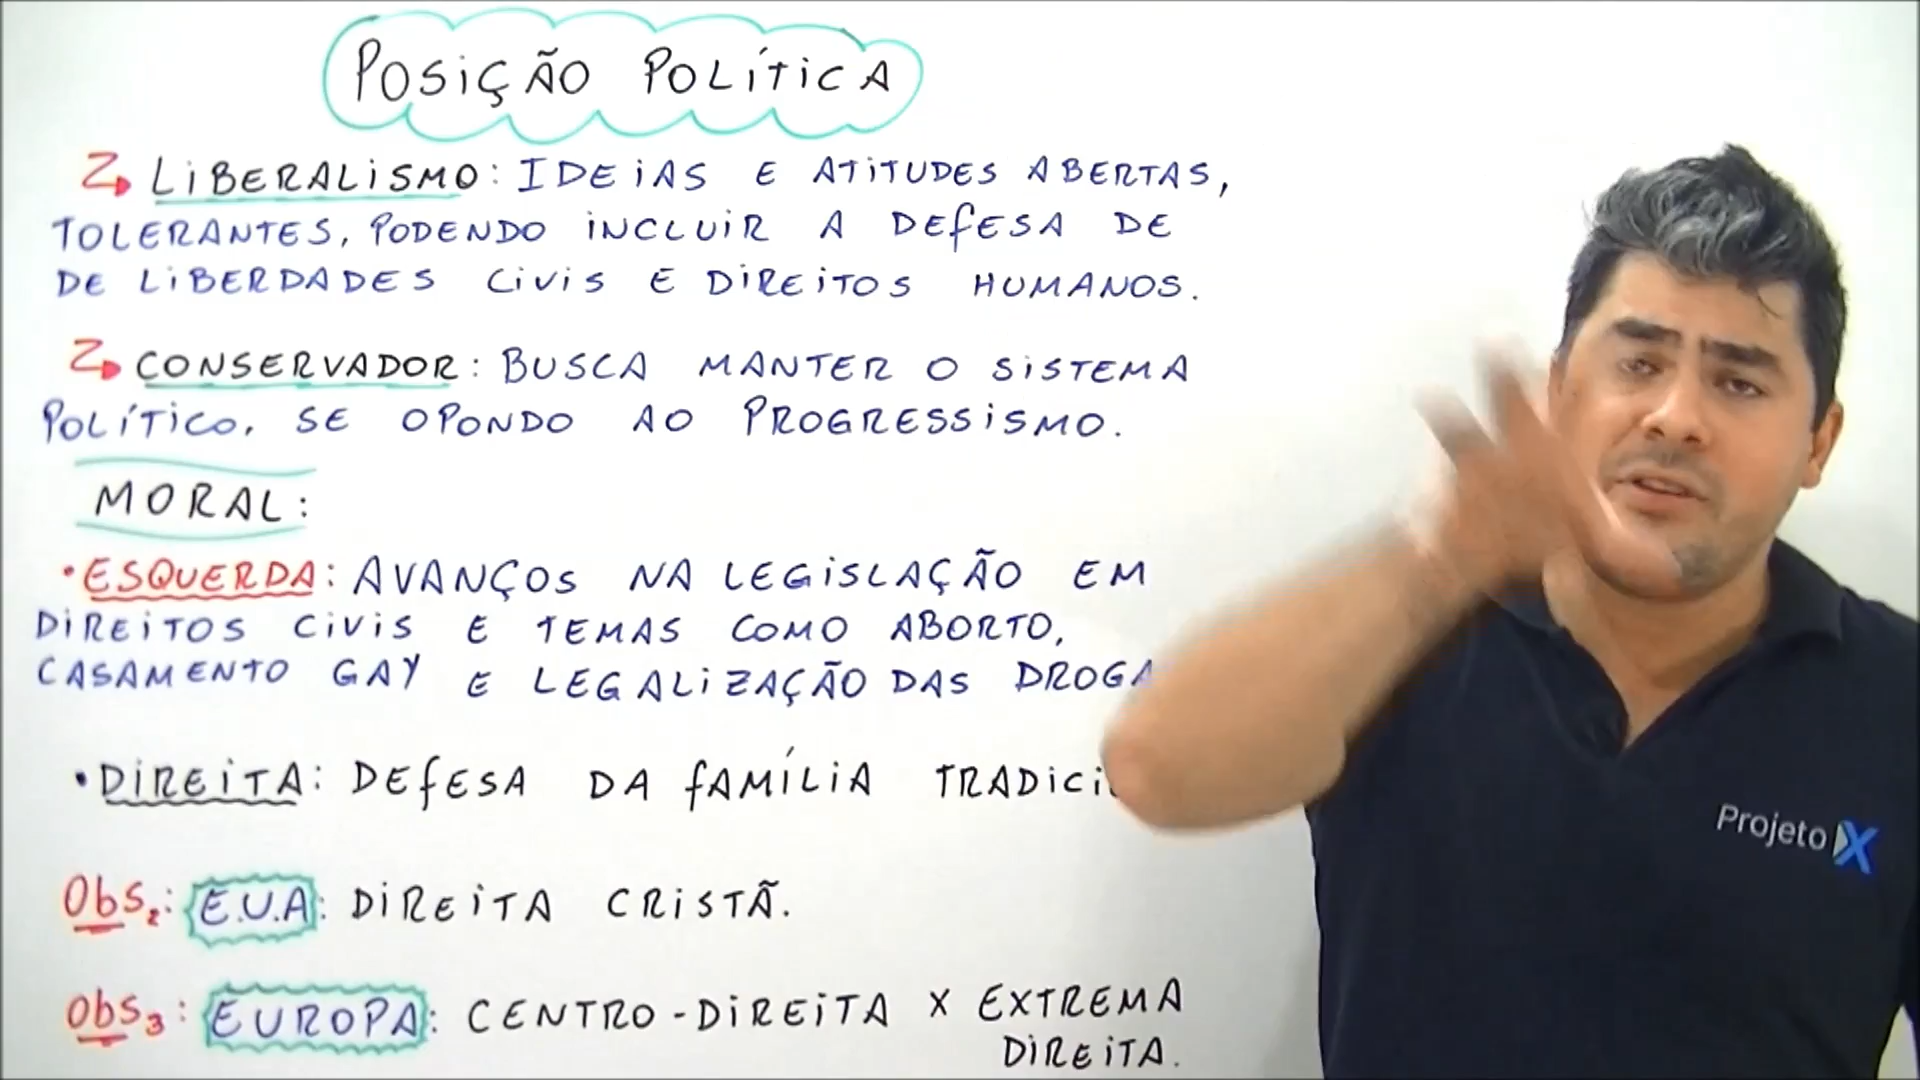 POSIÇÃO POLÍTICA
LIBERALISMO: IDEIAS E ATITUDES ABERTAS,
TOLERANTES, PODENDO INCLUIR A DEFESA DE
DE LIBERDADES CIVIS E DIREITOS HUMANOS.
CONSERVADOR: BUSCA MANTER O SISTEMA
POLÍTICO, SE OPONDO AO PROGRESSISMO.
MORAL:
•ESQUERDA: AVANÇOS NA LEGISLAÇÃO EM
DIREITOS CIVIS E TEMAS COMO ABORTO,
CASAMENTO GAY E LEGALIZAÇÃO DAS DROGA
•DIREITA: DEFESA DA FAMÍLIA TRADICI
Obs2: E.U.A: DIREITA CRISTÃ.
Obs3: EUROPA: CENTRO-DIREITA X EXTREMA
DIREITA.
Projeto X